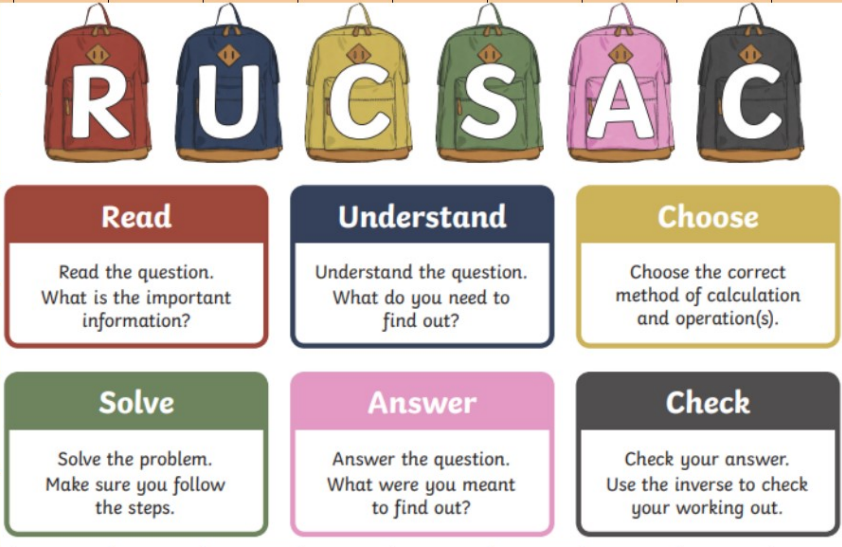 R U C S A C
Read
Read the question.
What is the important
information?
Understand
Understand the question.
What do you need to
find out?
Choose
Choose the correct
method of calculation
and operation(s).
Solve
Solve the problem.
Make sure you follow
the steps.
Answer
Answer the question.
What were you meant
to find out?
Check
Check your answer.
Use the inverse to check
your working out.